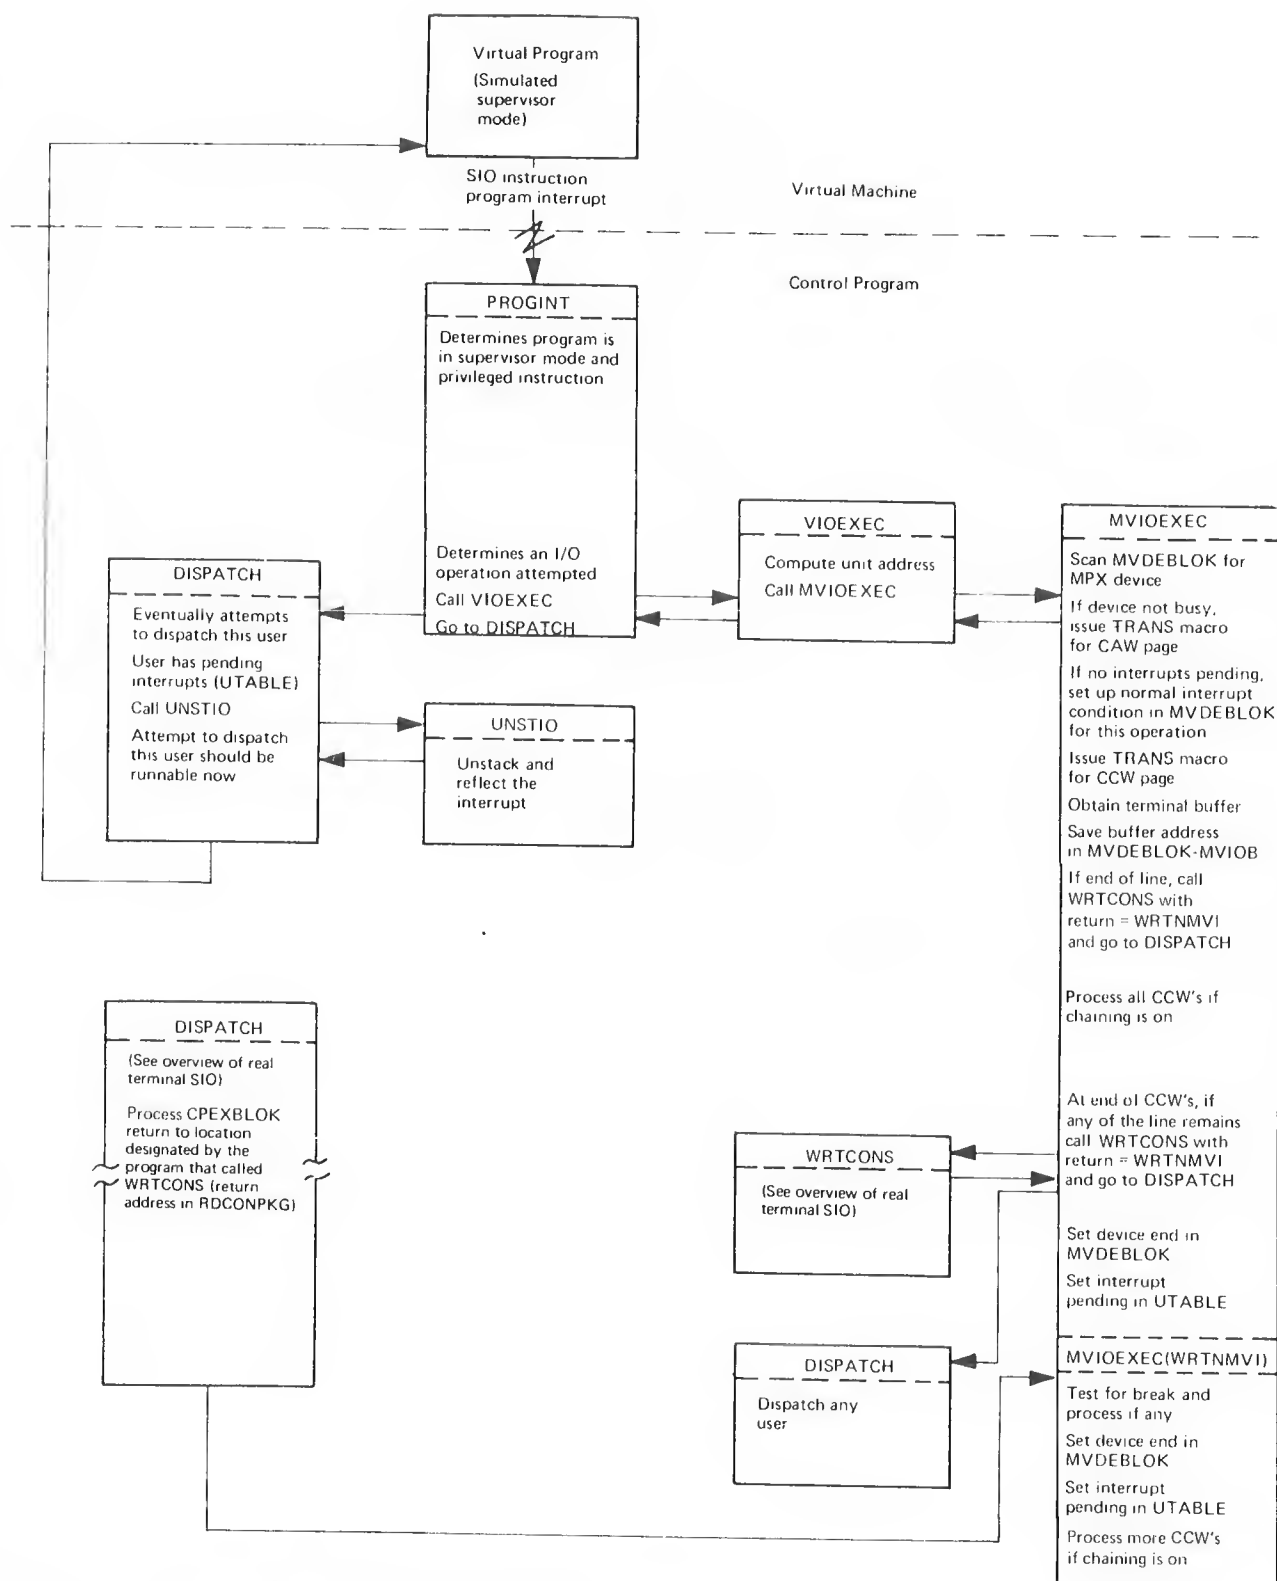 Virtual Program
(Simulated
supervisor
mode)
SIO instruction
program interrupt
Virtual Machine
Control Program
PROGINT
Determines program is
in supervisor mode and
privileged instruction
Determines an I/O
operation attempted
Call VIOEXEC
Go to DISPATCH
VIOEXEC
Compute unit address
Call MVIOEXEC
MVIOEXEC
Scan MVDEBLOK for
MPX device
If device not busy,
issue TRANS macro
for CAW page
If no interrupts pending,
set up normal interrupt
condition in MVDEBLOK
for this operation
Issue TRANS macro
for CCW page
Obtain terminal buffer
Save buffer address
in MVDEBLOK-MVIOB
If end of line, call
WRTCONS with
return = WRTNMVI
and go to DISPATCH
Process all CCW's if
chaining is on
At end of CCW's, if
any of the line remains
call WRTCONS with
return = WRTNMVI
and go to DISPATCH
Set device end in
MVDEBLOK
Set interrupt
pending in UTABLE
MVIOEXEC(WRTNMVI)
Test for break and
process if any
Set device end in
MVDEBLOK
Set interrupt
pending in UTABLE
Process more CCW's
if chaining is on
DISPATCH
Eventually attempts
to dispatch this user
User has pending
interrupts (UTABLE)
Call UNSTIO
Attempt to dispatch
this user should be
runnable now
UNSTIO
Unstack and
reflect the
interrupt
DISPATCH
(See overview of real
terminal SIO)
Process CPEXBLOK
return to location
designated by the
program that called
WRTCONS (return
address in RDCONPKG)
WRTCONS
(See overview of real
terminal SIO)
DISPATCH
Dispatch any
user